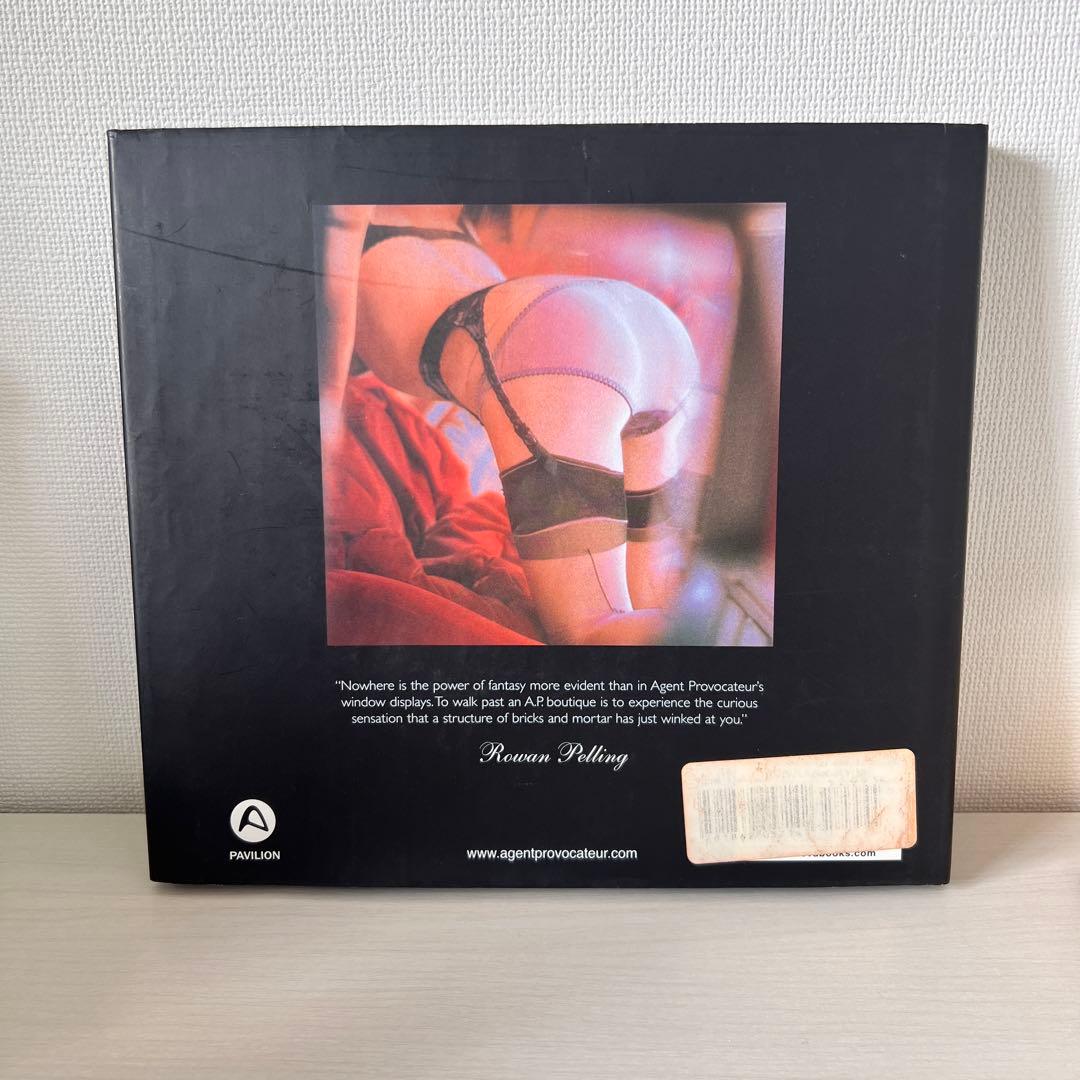 “Nowhere is the power of fantasy more evident than in Agent Provocateur’s
window displays. To walk past an A.P. boutique is to experience the curious
sensation that a structure of bricks and mortar has just winked at you.”
Rowan Pelling
PAVILION
www.agentprovocateur.com